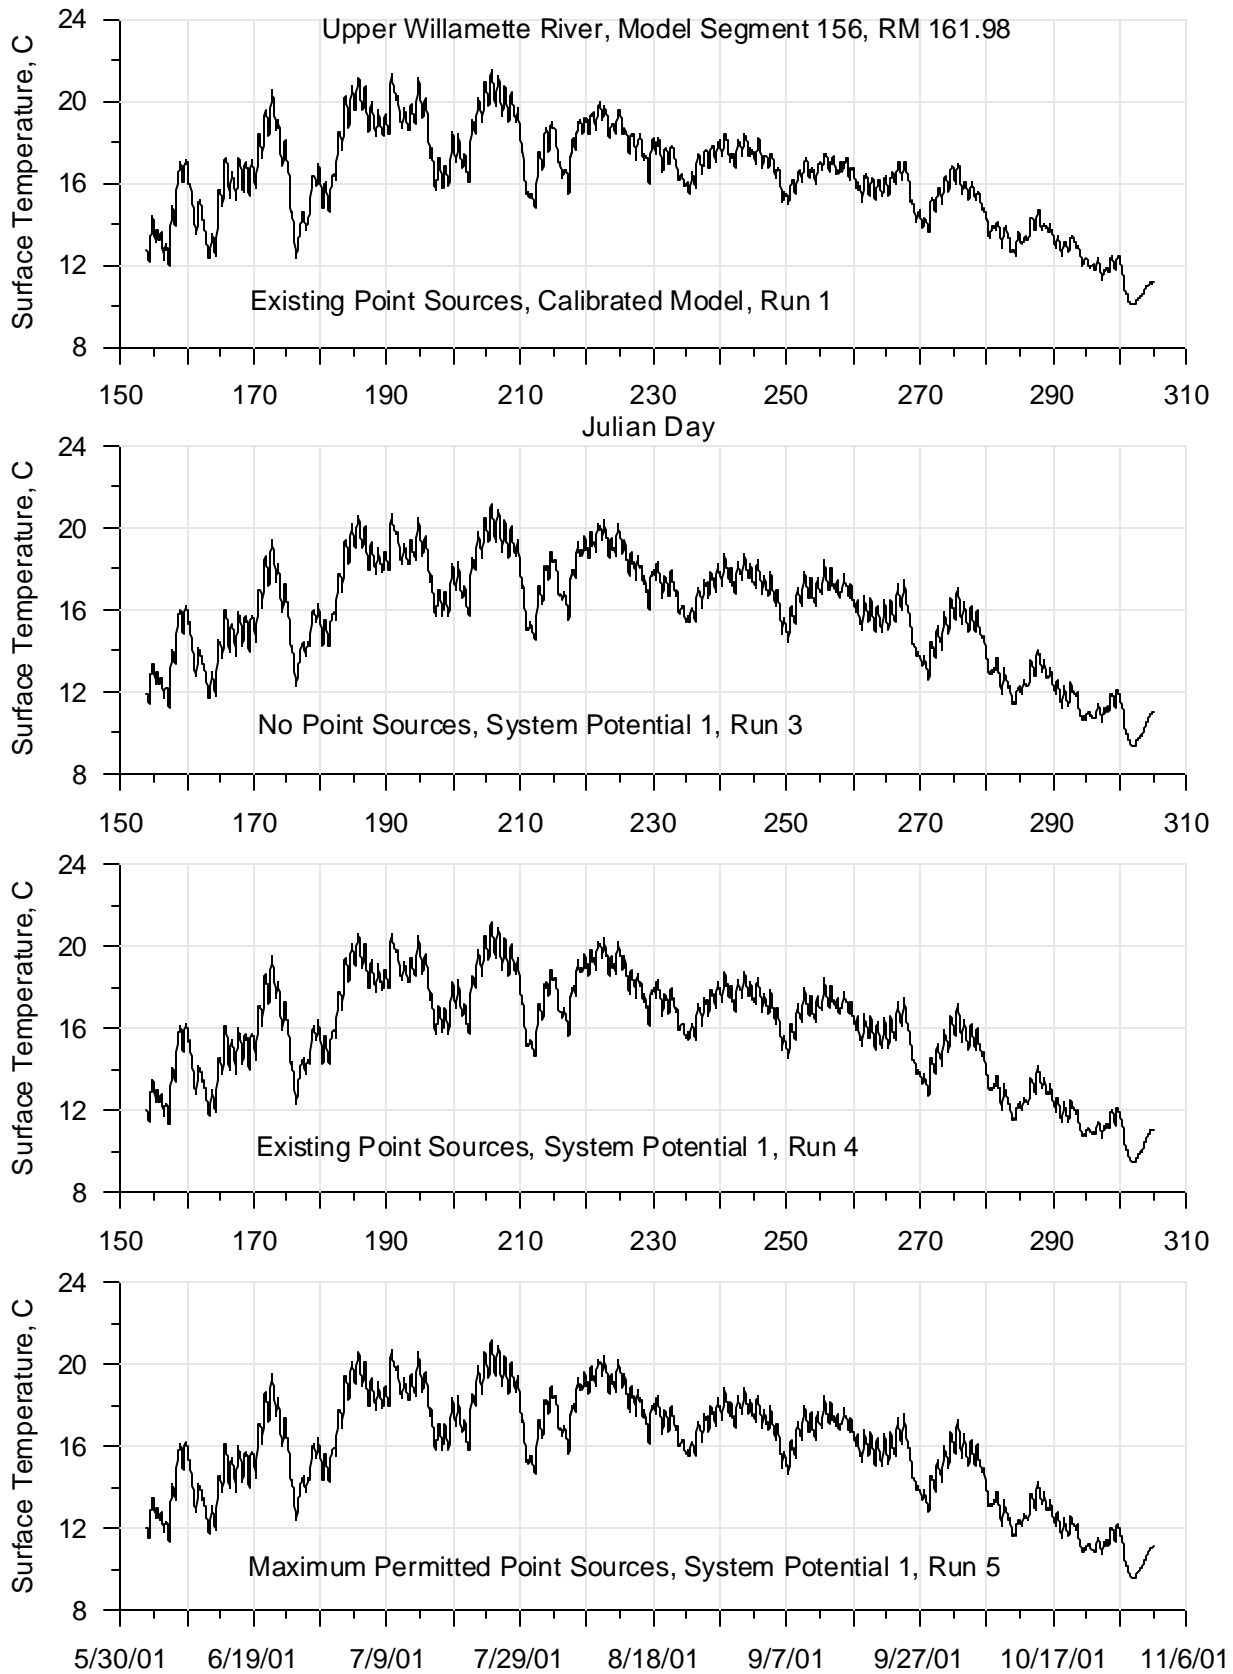 Upper Willamette River, Model Segment 156, RM 161.98
Surface Temperature, C
24
20
16
12
8
Existing Point Sources, Calibrated Model, Run 1
150 170 190 210 230 250 270 290 310
Julian Day
Surface Temperature, C
24
20
16
12
8
No Point Sources, System Potential 1, Run 3
150 170 190 210 230 250 270 290 310
Surface Temperature, C
24
20
16
12
8
Existing Point Sources, System Potential 1, Run 4
150 170 190 210 230 250 270 290 310
Surface Temperature, C
24
20
16
12
8
Maximum Permitted Point Sources, System Potential 1, Run 5
5/30/01 6/19/01 7/9/01 7/29/01 8/18/01 9/7/01 9/27/01 10/17/01 11/6/01